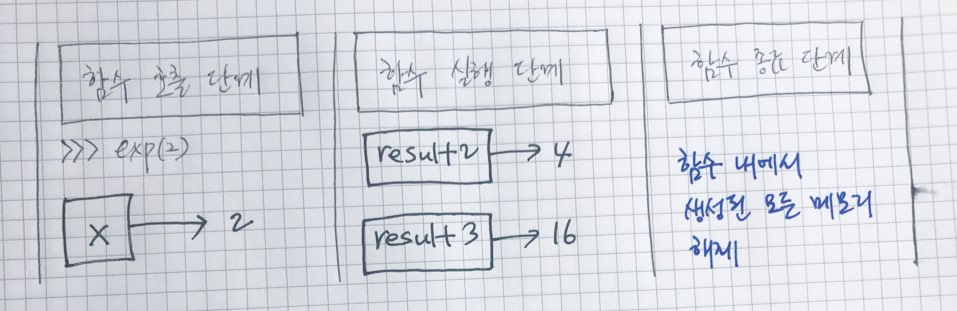 함수 호출 단계
>>> exp(2)
x → 2
함수 실행 단계
result2 → 4
result3 → 16
함수 종료 단계
함수 내에서
생성된 모든 메모리
해제